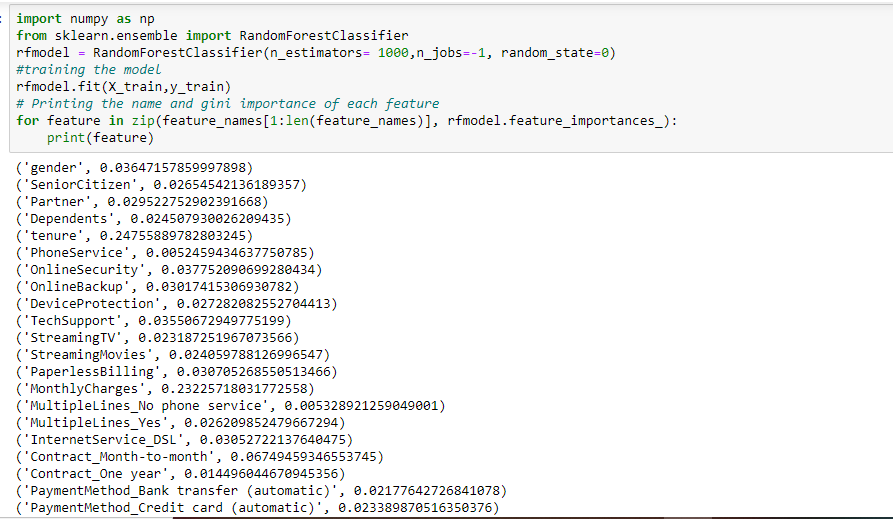 import numpy as np
from sklearn.ensemble import RandomForestClassifier
rfmodel = RandomForestClassifier(n_estimators= 1000,n_jobs=-1, random_state=0)
#training the model
rfmodel.fit(X_train,y_train)
# Printing the name and gini importance of each feature
for feature in zip(feature_names[1:len(feature_names)], rfmodel.feature_importances_):
    print(feature)
('gender', 0.03647157859997898)
('SeniorCitizen', 0.02654542136189357)
('Partner', 0.029522752902391668)
('Dependents', 0.024507930026209435)
('tenure', 0.24755889782803245)
('PhoneService', 0.0052459434637750785)
('OnlineSecurity', 0.037752090699280434)
('OnlineBackup', 0.03017415306930782)
('DeviceProtection', 0.027282082552704413)
('TechSupport', 0.03550672949775199)
('StreamingTV', 0.023187251967073566)
('StreamingMovies', 0.024059788126996547)
('PaperlessBilling', 0.030705268550513466)
('MonthlyCharges', 0.23225718031772558)
('MultipleLines_No phone service', 0.005328921259049001)
('MultipleLines_Yes', 0.026209852479667294)
('InternetService_DSL', 0.03052722137640475)
('Contract_Month-to-month', 0.06749459346553745)
('Contract_One year', 0.014496044670945356)
('PaymentMethod_Bank transfer (automatic)', 0.02177642726841078)
('PaymentMethod_Credit card (automatic)', 0.023389870516350376)